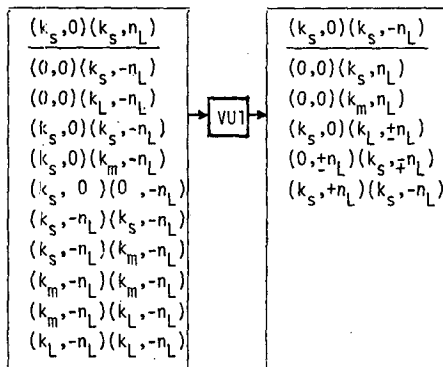 (k_s,0)(k_s,n_L)
(0,0)(k_s,-n_L)
(0,0)(k_L,-n_L)
(k_s,0)(k_s,-n_L)
(k_s,0)(k_m,-n_L)
(k_s, 0 )(0 ,-n_L)
(k_s,-n_L)(k_s,-n_L)
(k_s,-n_L)(k_m,-n_L)
(k_m,-n_L)(k_m,-n_L)
(k_m,-n_L)(k_L,-n_L)
(k_L,-n_L)(k_L,-n_L)
VU1
(k_s,0)(k_s,-n_L)
(0,0)(k_s,n_L)
(0,0)(k_m,n_L)
(k_s,0)(k_L,±n_L)
(0,±n_L)(k_s,∓n_L)
(k_s,+n_L)(k_s,-n_L)